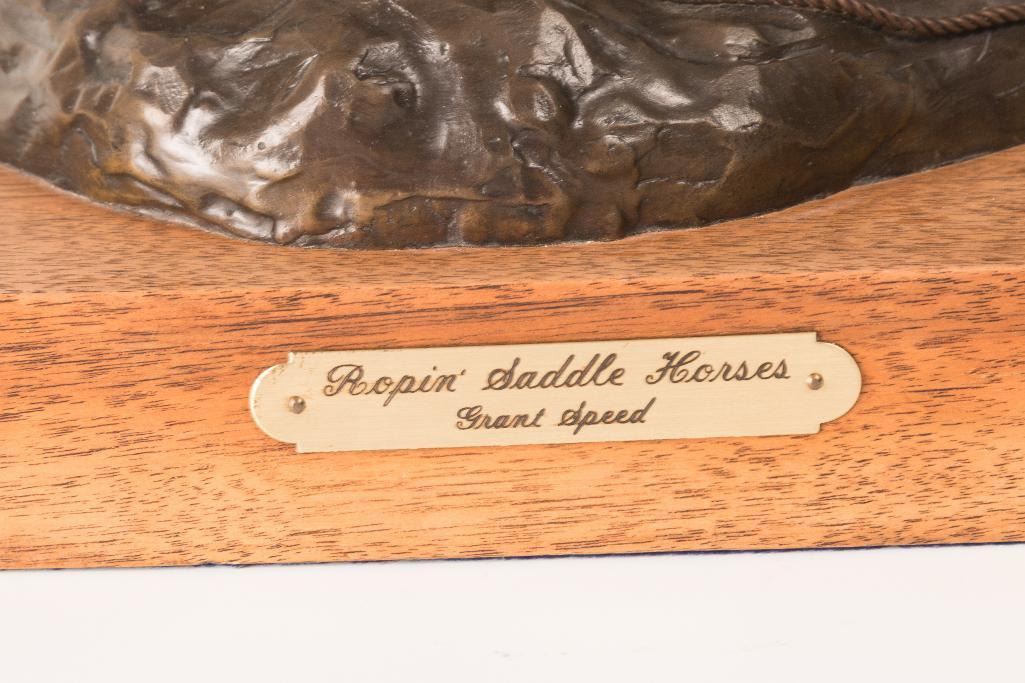 Ropin' Saddle Horses
Grant Speed